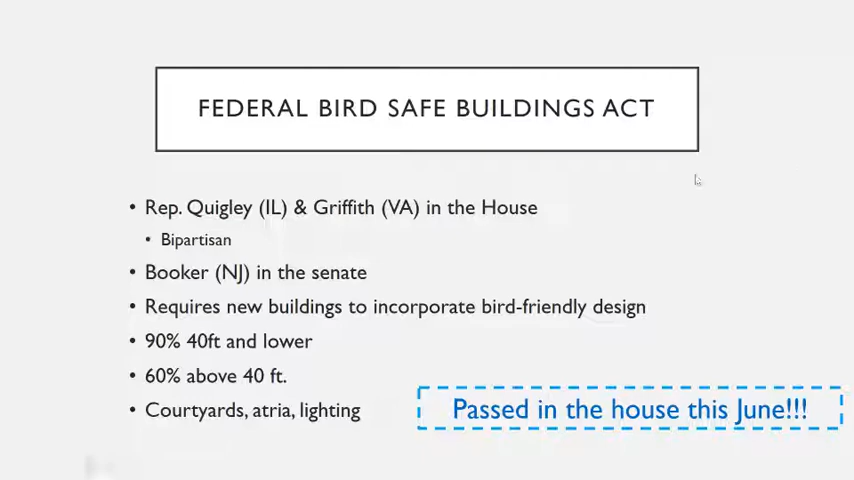 FEDERAL BIRD SAFE BUILDINGS ACT
• Rep. Quigley (IL) & Griffith (VA) in the House
• Bipartisan
• Booker (NJ) in the senate
• Requires new buildings to incorporate bird-friendly design
• 90% 40ft and lower
• 60% above 40 ft.
• Courtyards, atria, lighting
Passed in the house this June!!!